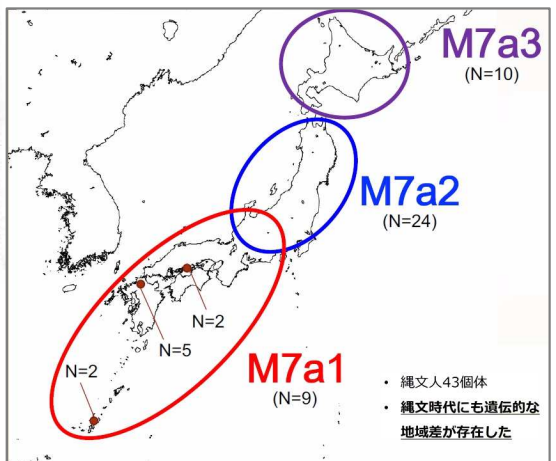 M7a3
(N=10)
M7a2
(N=24)
N=2
N=5
N=2
M7a1
(N=9)
• 縄文人43個体
• 縄文時代にも遺伝的な
地域差が存在した